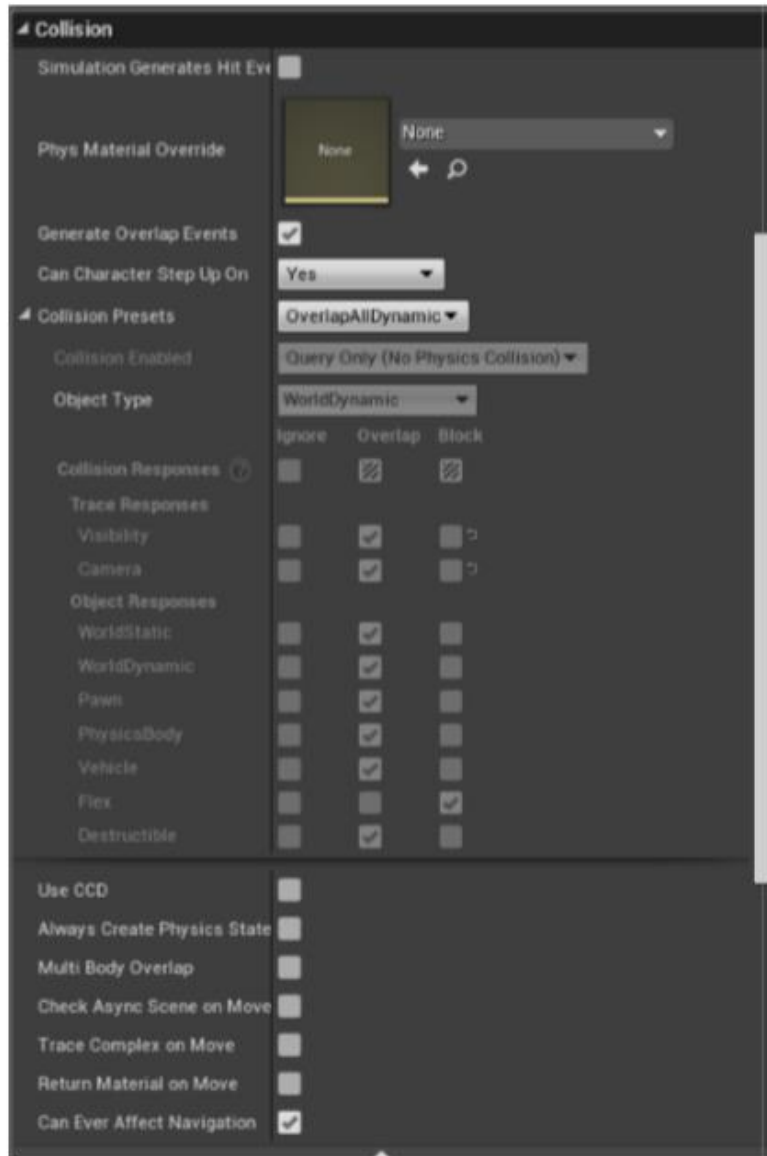 Collision
Simulation Generates Hit Eve
Phys Material Override
None
None
Generate Overlap Events
Can Character Step Up On
Yes
Collision Presets
OverlapAllDynamic
Collision Enabled
Query Only (No Physics Collision)
Object Type
WorldDynamic
Ignore Overlap Block
Collision Responses ?
Trace Responses
Visibility
Camera
Object Responses
WorldStatic
WorldDynamic
Pawn
PhysicsBody
Vehicle
Flex
Destructible
Use CCD
Always Create Physics State
Multi Body Overlap
Check Async Scene on Move
Trace Complex on Move
Return Material on Move
Can Ever Affect Navigation